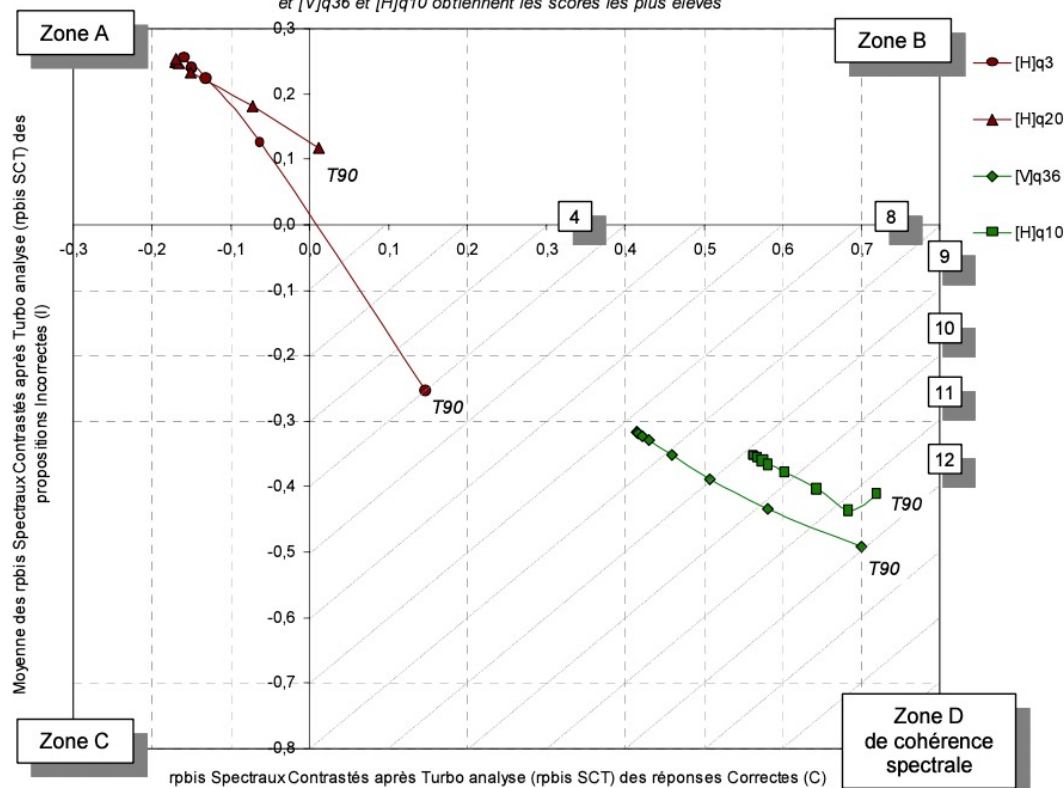 et [V]q36 et [H]q10 obtiennent les scores les plus élevés
Zone A
Zone B
0,3
0,2
0,1
0,0
-0,1
-0,2
-0,3
-0,4
-0,5
-0,6
-0,7
-0,8
-0,3
-0,2
-0,1
0,0
0,1
0,2
0,3
0,4
0,5
0,6
0,7
4
8
9
10
11
12
T90
T90
T90
T90
[H]q3
[H]q20
[V]q36
[H]q10
Moyenne des rpbis Spectraux Contrastés après Turbo analyse (rpbis SCT) des
propositions Incorrectes (I)
Zone C
Zone D
de cohérence
spectrale
rpbis Spectraux Contrastés après Turbo analyse (rpbis SCT) des réponses Correctes (C)